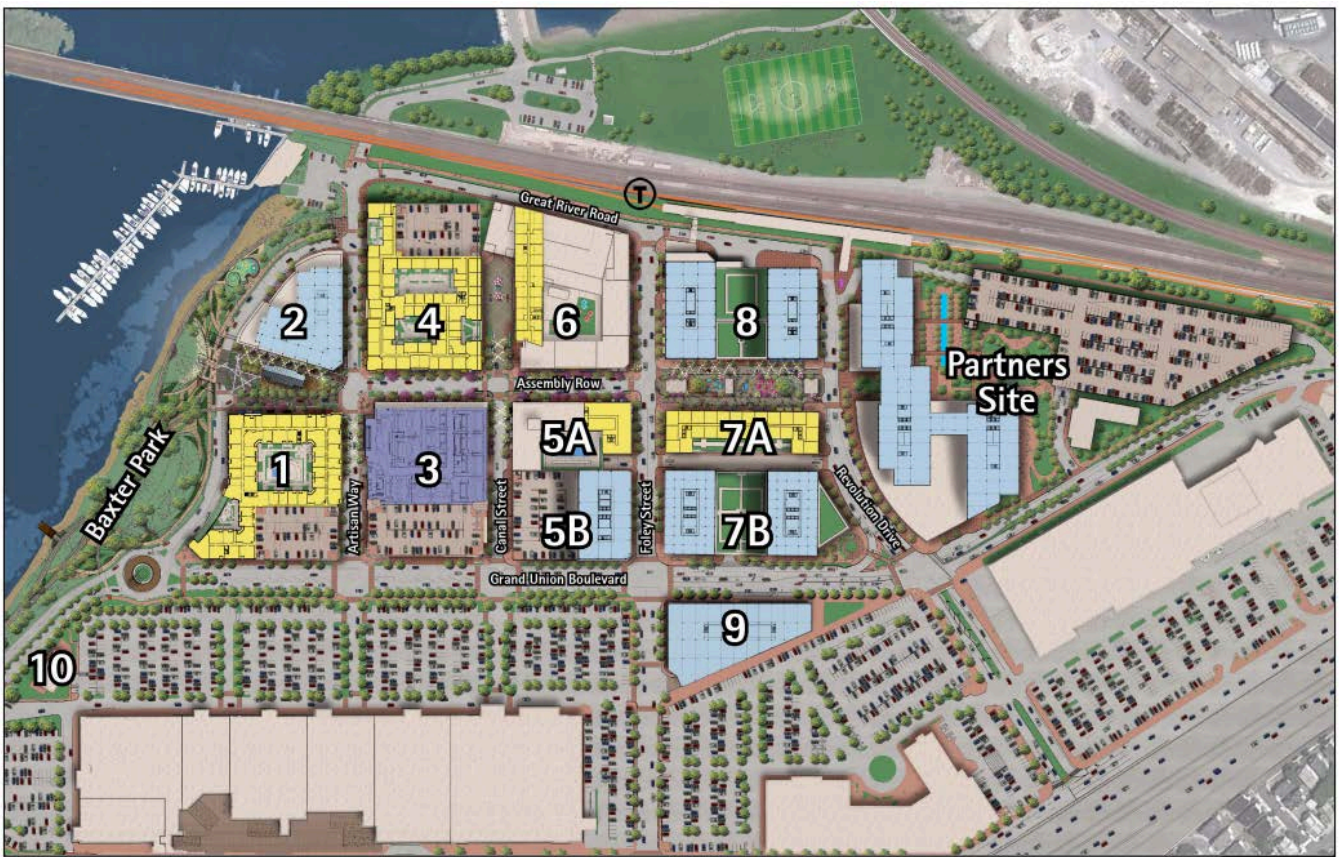 T
Great River Road
2
4
6
8
Partners
Site
Assembly Row
Baxter Park
1
Artisan Way
3
Canal Street
5A
5B
Foley Street
7A
7B
Revolution Drive
Grand Union Boulevard
9
10